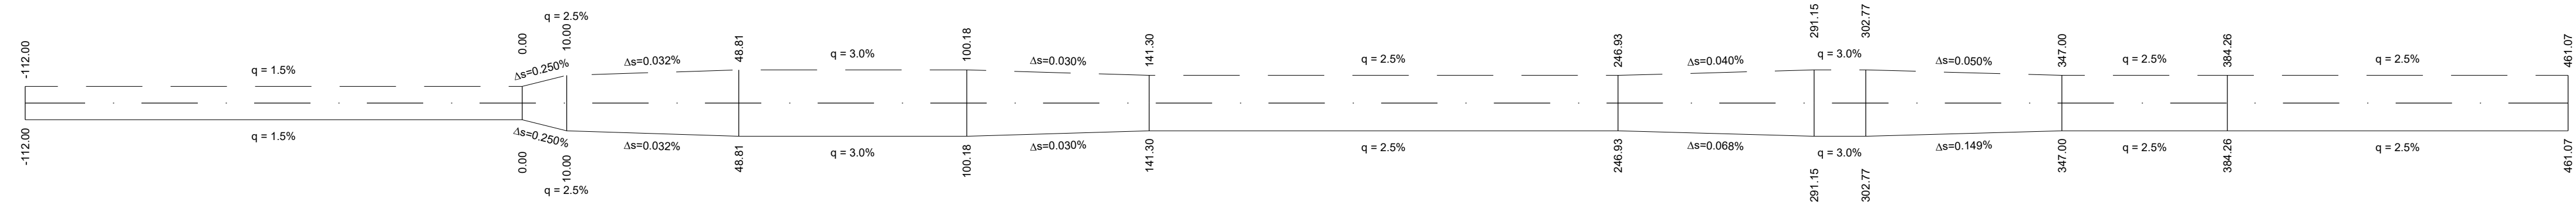 q = 2.5%
-112.00
0.00
10.00
48.81
100.18
141.30
246.93
291.15
302.77
347.00
384.26
461.07
q = 1.5%
Δs=0.250%
Δs=0.032%
q = 3.0%
Δs=0.030%
q = 2.5%
Δs=0.040%
q = 3.0%
Δs=0.050%
q = 2.5%
q = 2.5%
q = 1.5%
Δs=0.250%
Δs=0.032%
q = 3.0%
Δs=0.030%
q = 2.5%
Δs=0.068%
q = 3.0%
Δs=0.149%
q = 2.5%
q = 2.5%
-112.00
0.00
10.00
48.81
100.18
141.30
246.93
291.15
302.77
347.00
384.26
461.07
q = 2.5%